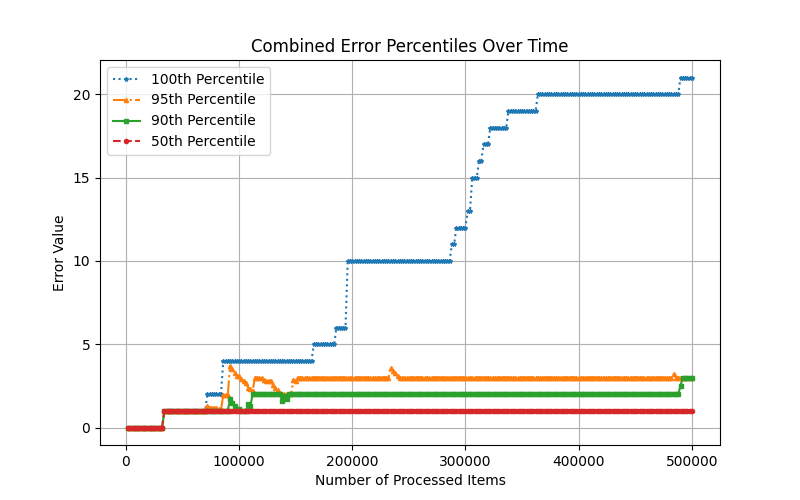 Combined Error Percentiles Over Time
100th Percentile
95th Percentile
90th Percentile
50th Percentile
20
15
10
5
0
Error Value
0 100000 200000 300000 400000 500000
Number of Processed Items